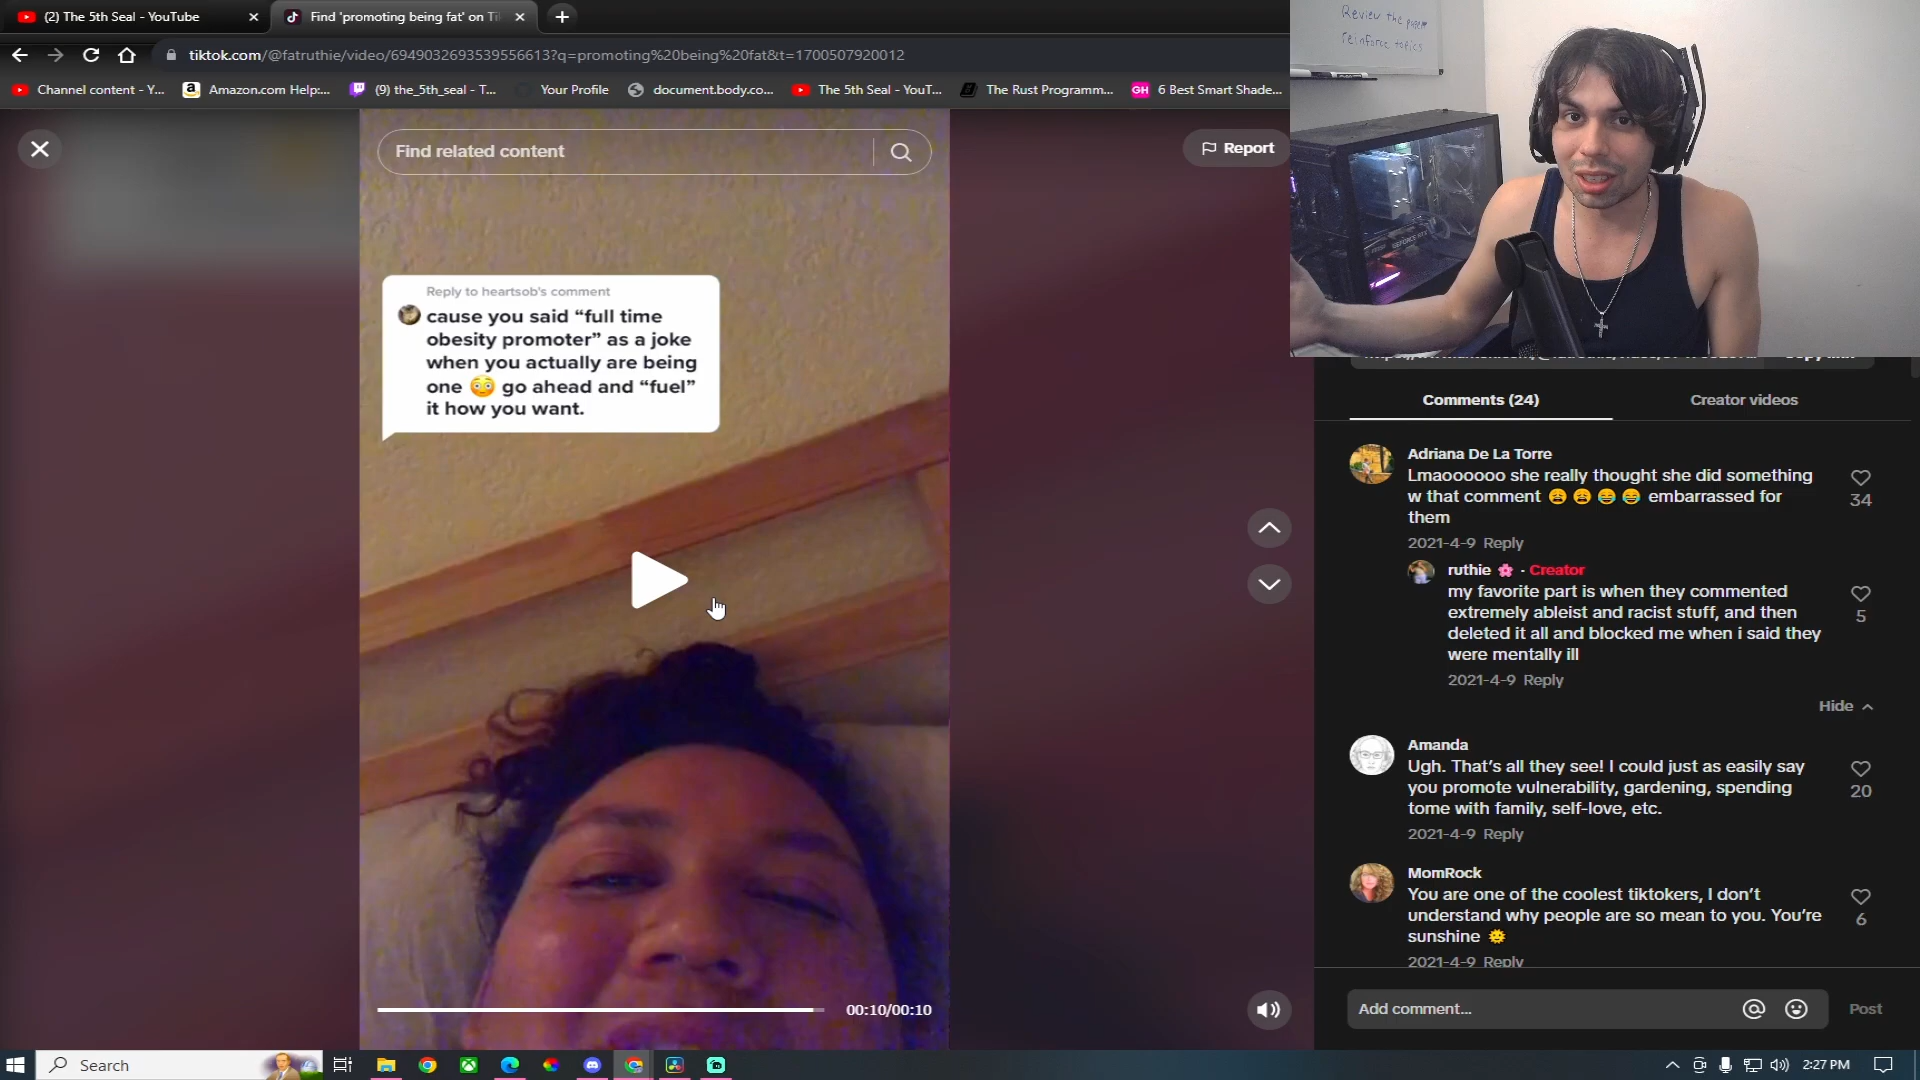 (2) The 5th Seal - YouTube
Find 'promoting being fat' on Ti
tiktok.com/@fatruthie/video/6949032693539556613?q=promoting%20being%20fat&t=1700507920012
Channel content - Y...
Amazon.com Help:...
(9) the_5th_seal - T...
Your Profile
document.body.co...
The 5th Seal - YouT...
The Rust Programm...
GH
6 Best Smart Shade...
Review the paper
reinforce topics
Find related content
Report
Reply to heartsob's comment
cause you said "full time
obesity promoter" as a joke
when you actually are being
one 😳 go ahead and "fuel"
it how you want.
00:10/00:10
Comments (24)
Creator videos
Adriana De La Torre
Lmaoooooo she really thought she did something
w that comment 😩 😩 😂 😂 embarrassed for
them
34
2021-4-9 Reply
ruthie 🌸 · Creator
my favorite part is when they commented
extremely ableist and racist stuff, and then
deleted it all and blocked me when i said they
were mentally ill
5
2021-4-9 Reply
Hide
Amanda
Ugh. That's all they see! I could just as easily say
you promote vulnerability, gardening, spending
tome with family, self-love, etc.
20
2021-4-9 Reply
MomRock
You are one of the coolest tiktokers, I don't
understand why people are so mean to you. You're
sunshine 🌞
6
2021-4-9 Reply
Add comment...
Post
Search
2:27 PM